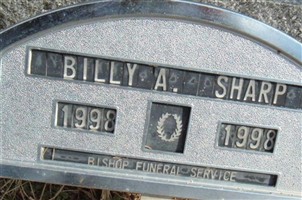 BILLY A. SHARP
1998 1998
BISHOP FUNERAL SERVICE